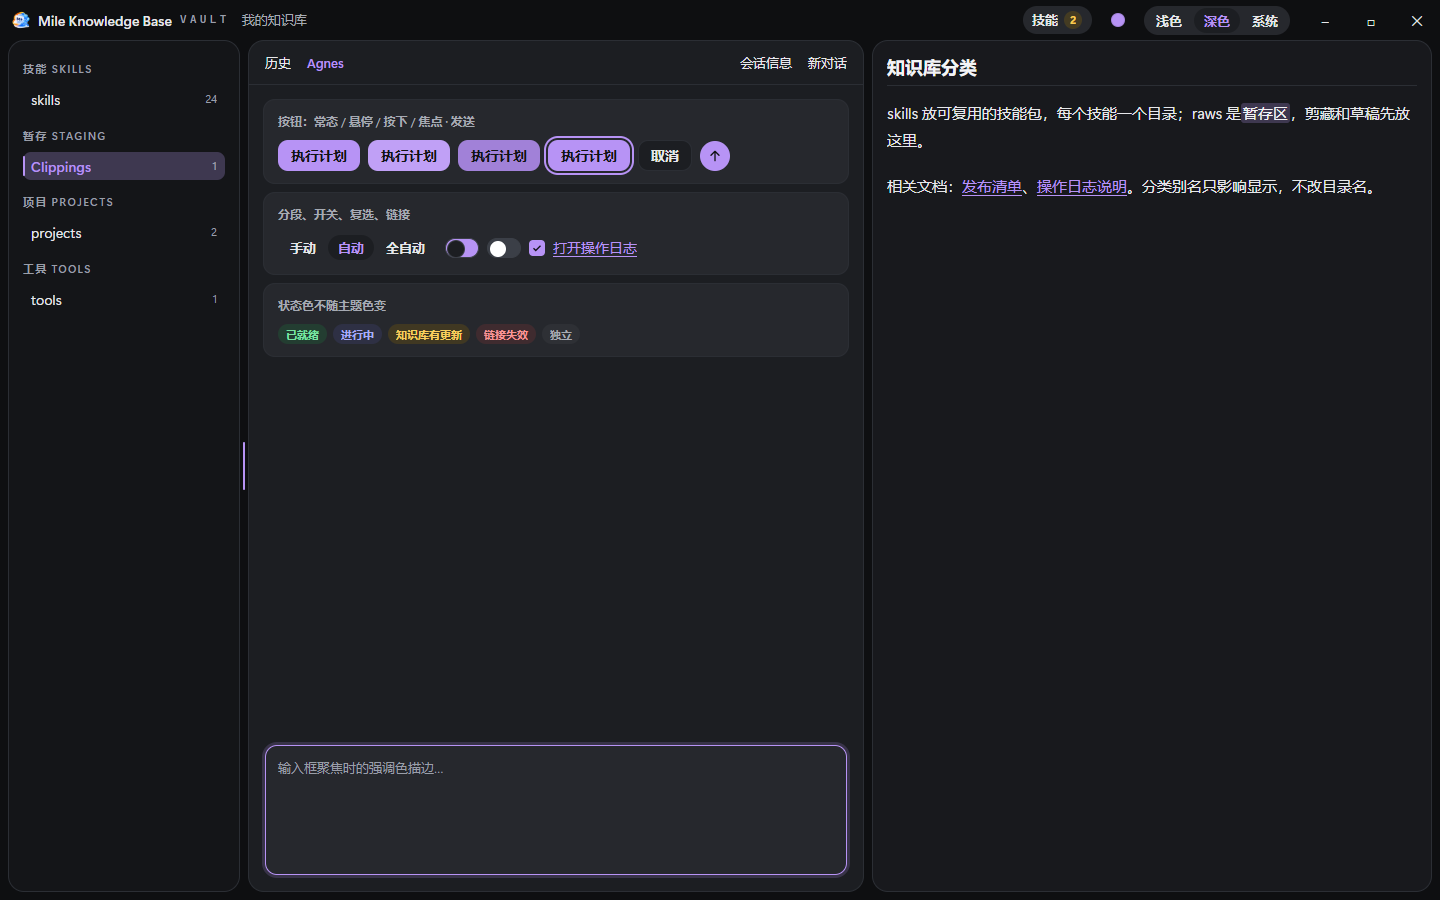 Mile Knowledge Base VAULT 我的知识库
技能 2
浅色 深色 系统
技能 SKILLS
skills 24
暂存 STAGING
Clippings 1
项目 PROJECTS
projects 2
工具 TOOLS
tools 1
历史 Agnes 会话信息 新对话
按钮：常态 / 悬停 / 按下 / 焦点 · 发送
执行计划 执行计划 执行计划 执行计划 取消
分段、开关、复选、链接
手动 自动 全自动 打开操作日志
状态色不随主题色变
已就绪 进行中 知识库有更新 链接失效 独立
输入框聚焦时的强调色描边...
知识库分类
skills 放可复用的技能包，每个技能一个目录；raws 是暂存区，剪藏和草稿先放
这里。
相关文档：发布清单、操作日志说明。分类别名只影响显示，不改目录名。